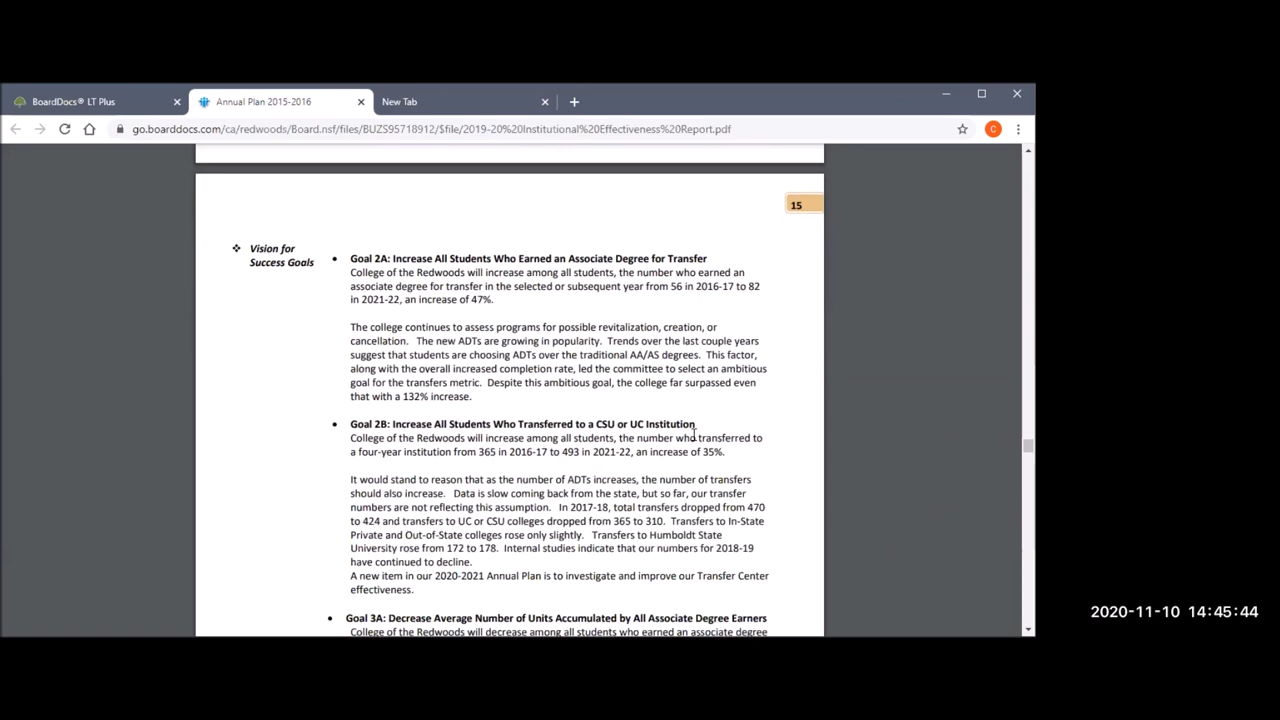 BoardDocs® LT Plus
Annual Plan 2015-2016
New Tab
go.boarddocs.com/ca/redwoods/Board.nsf/files/BUZS95718912/$file/2019-20%20Institutional%20Effectiveness%20Report.pdf
C
15
Vision for
Success Goals
Goal 2A: Increase All Students Who Earned an Associate Degree for Transfer
College of the Redwoods will increase among all students, the number who earned an
associate degree for transfer in the selected or subsequent year from 56 in 2016-17 to 82
in 2021-22, an increase of 47%.
The college continues to assess programs for possible revitalization, creation, or
cancellation. The new ADTs are growing in popularity. Trends over the last couple years
suggest that students are choosing ADTs over the traditional AA/AS degrees. This factor,
along with the overall increased completion rate, led the committee to select an ambitious
goal for the transfers metric. Despite this ambitious goal, the college far surpassed even
that with a 132% increase.
Goal 2B: Increase All Students Who Transferred to a CSU or UC Institution
College of the Redwoods will increase among all students, the number who transferred to
a four-year institution from 365 in 2016-17 to 493 in 2021-22, an increase of 35%.
It would stand to reason that as the number of ADTs increases, the number of transfers
should also increase. Data is slow coming back from the state, but so far, our transfer
numbers are not reflecting this assumption. In 2017-18, total transfers dropped from 470
to 424 and transfers to UC or CSU colleges dropped from 365 to 310. Transfers to In-State
Private and Out-of-State colleges rose only slightly. Transfers to Humboldt State
University rose from 172 to 178. Internal studies indicate that our numbers for 2018-19
have continued to decline.
A new item in our 2020-2021 Annual Plan is to investigate and improve our Transfer Center
effectiveness.
Goal 3A: Decrease Average Number of Units Accumulated by All Associate Degree Earners
College of the Redwoods will decrease among all students who earned an associate degree
2020-11-10 14:45:44